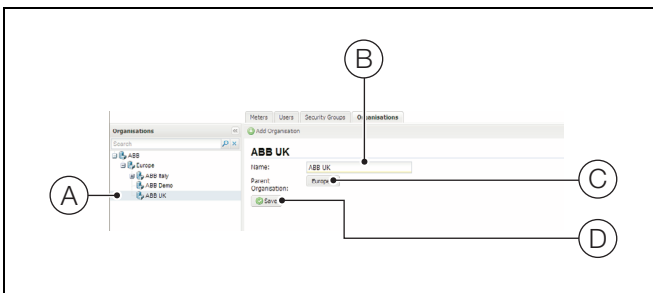 B
Meters Users Security Groups Organisations
Organisations
Add Organisation
Search
ABB
Europe
ABB Italy
ABB Demo
ABB UK
ABB UK
Name: ABB UK
Parent Organisation: Europe
Save
A
C
D